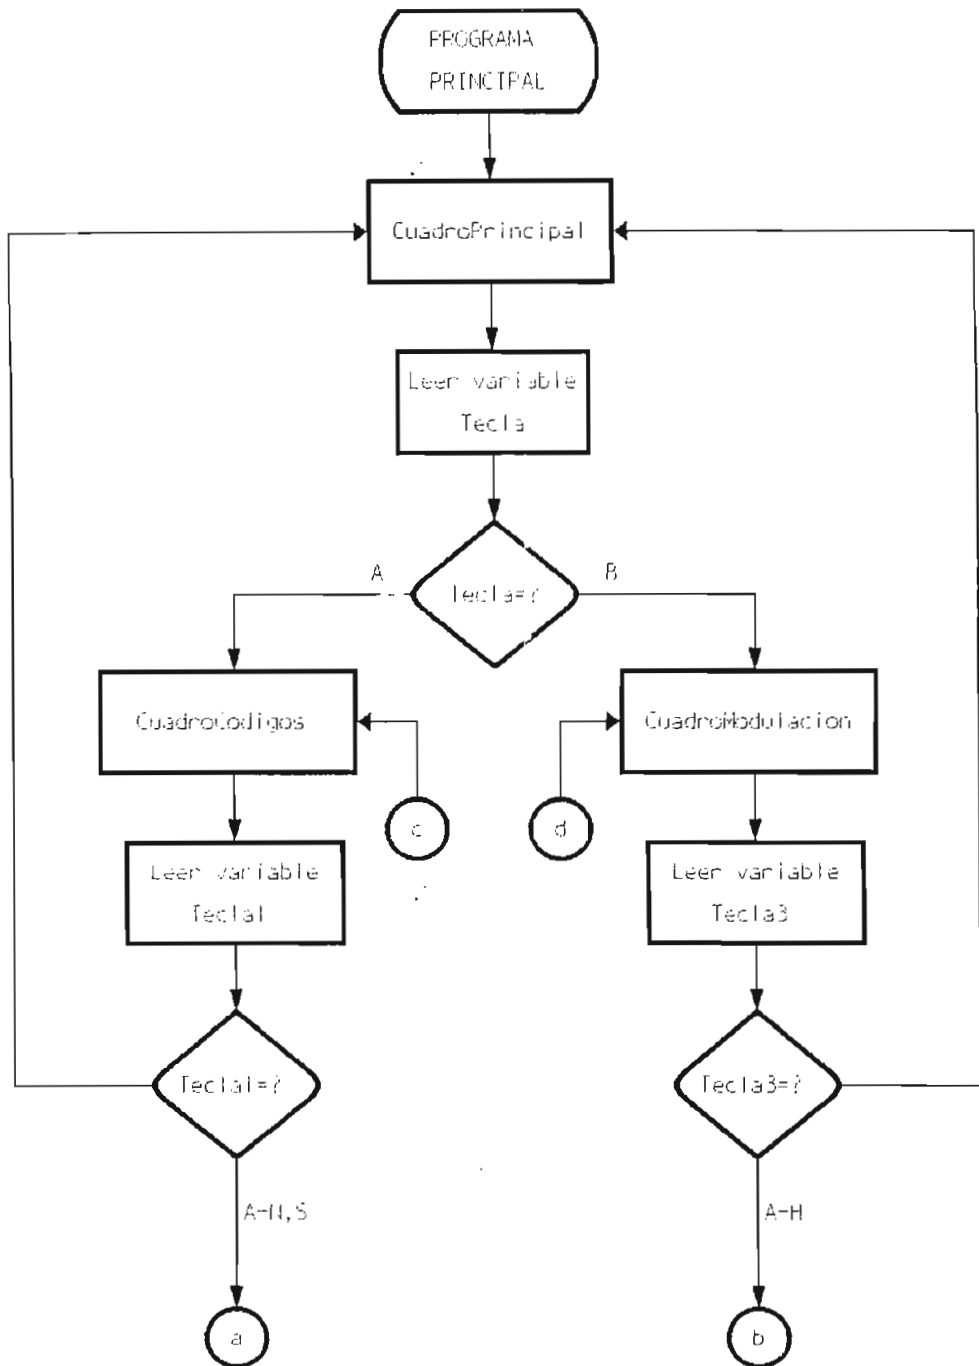 PROGRAMA
PRINCIPAL
CuadroPrincipal
Leer variable
Tecla
Tecla=?
A
B
CuadroCodigos
CuadroModulacion
c
d
Leer variable
Tecla1
Leer variable
Tecla3
Tecla1=?
Tecla3=?
A-N,S
A-H
a
b